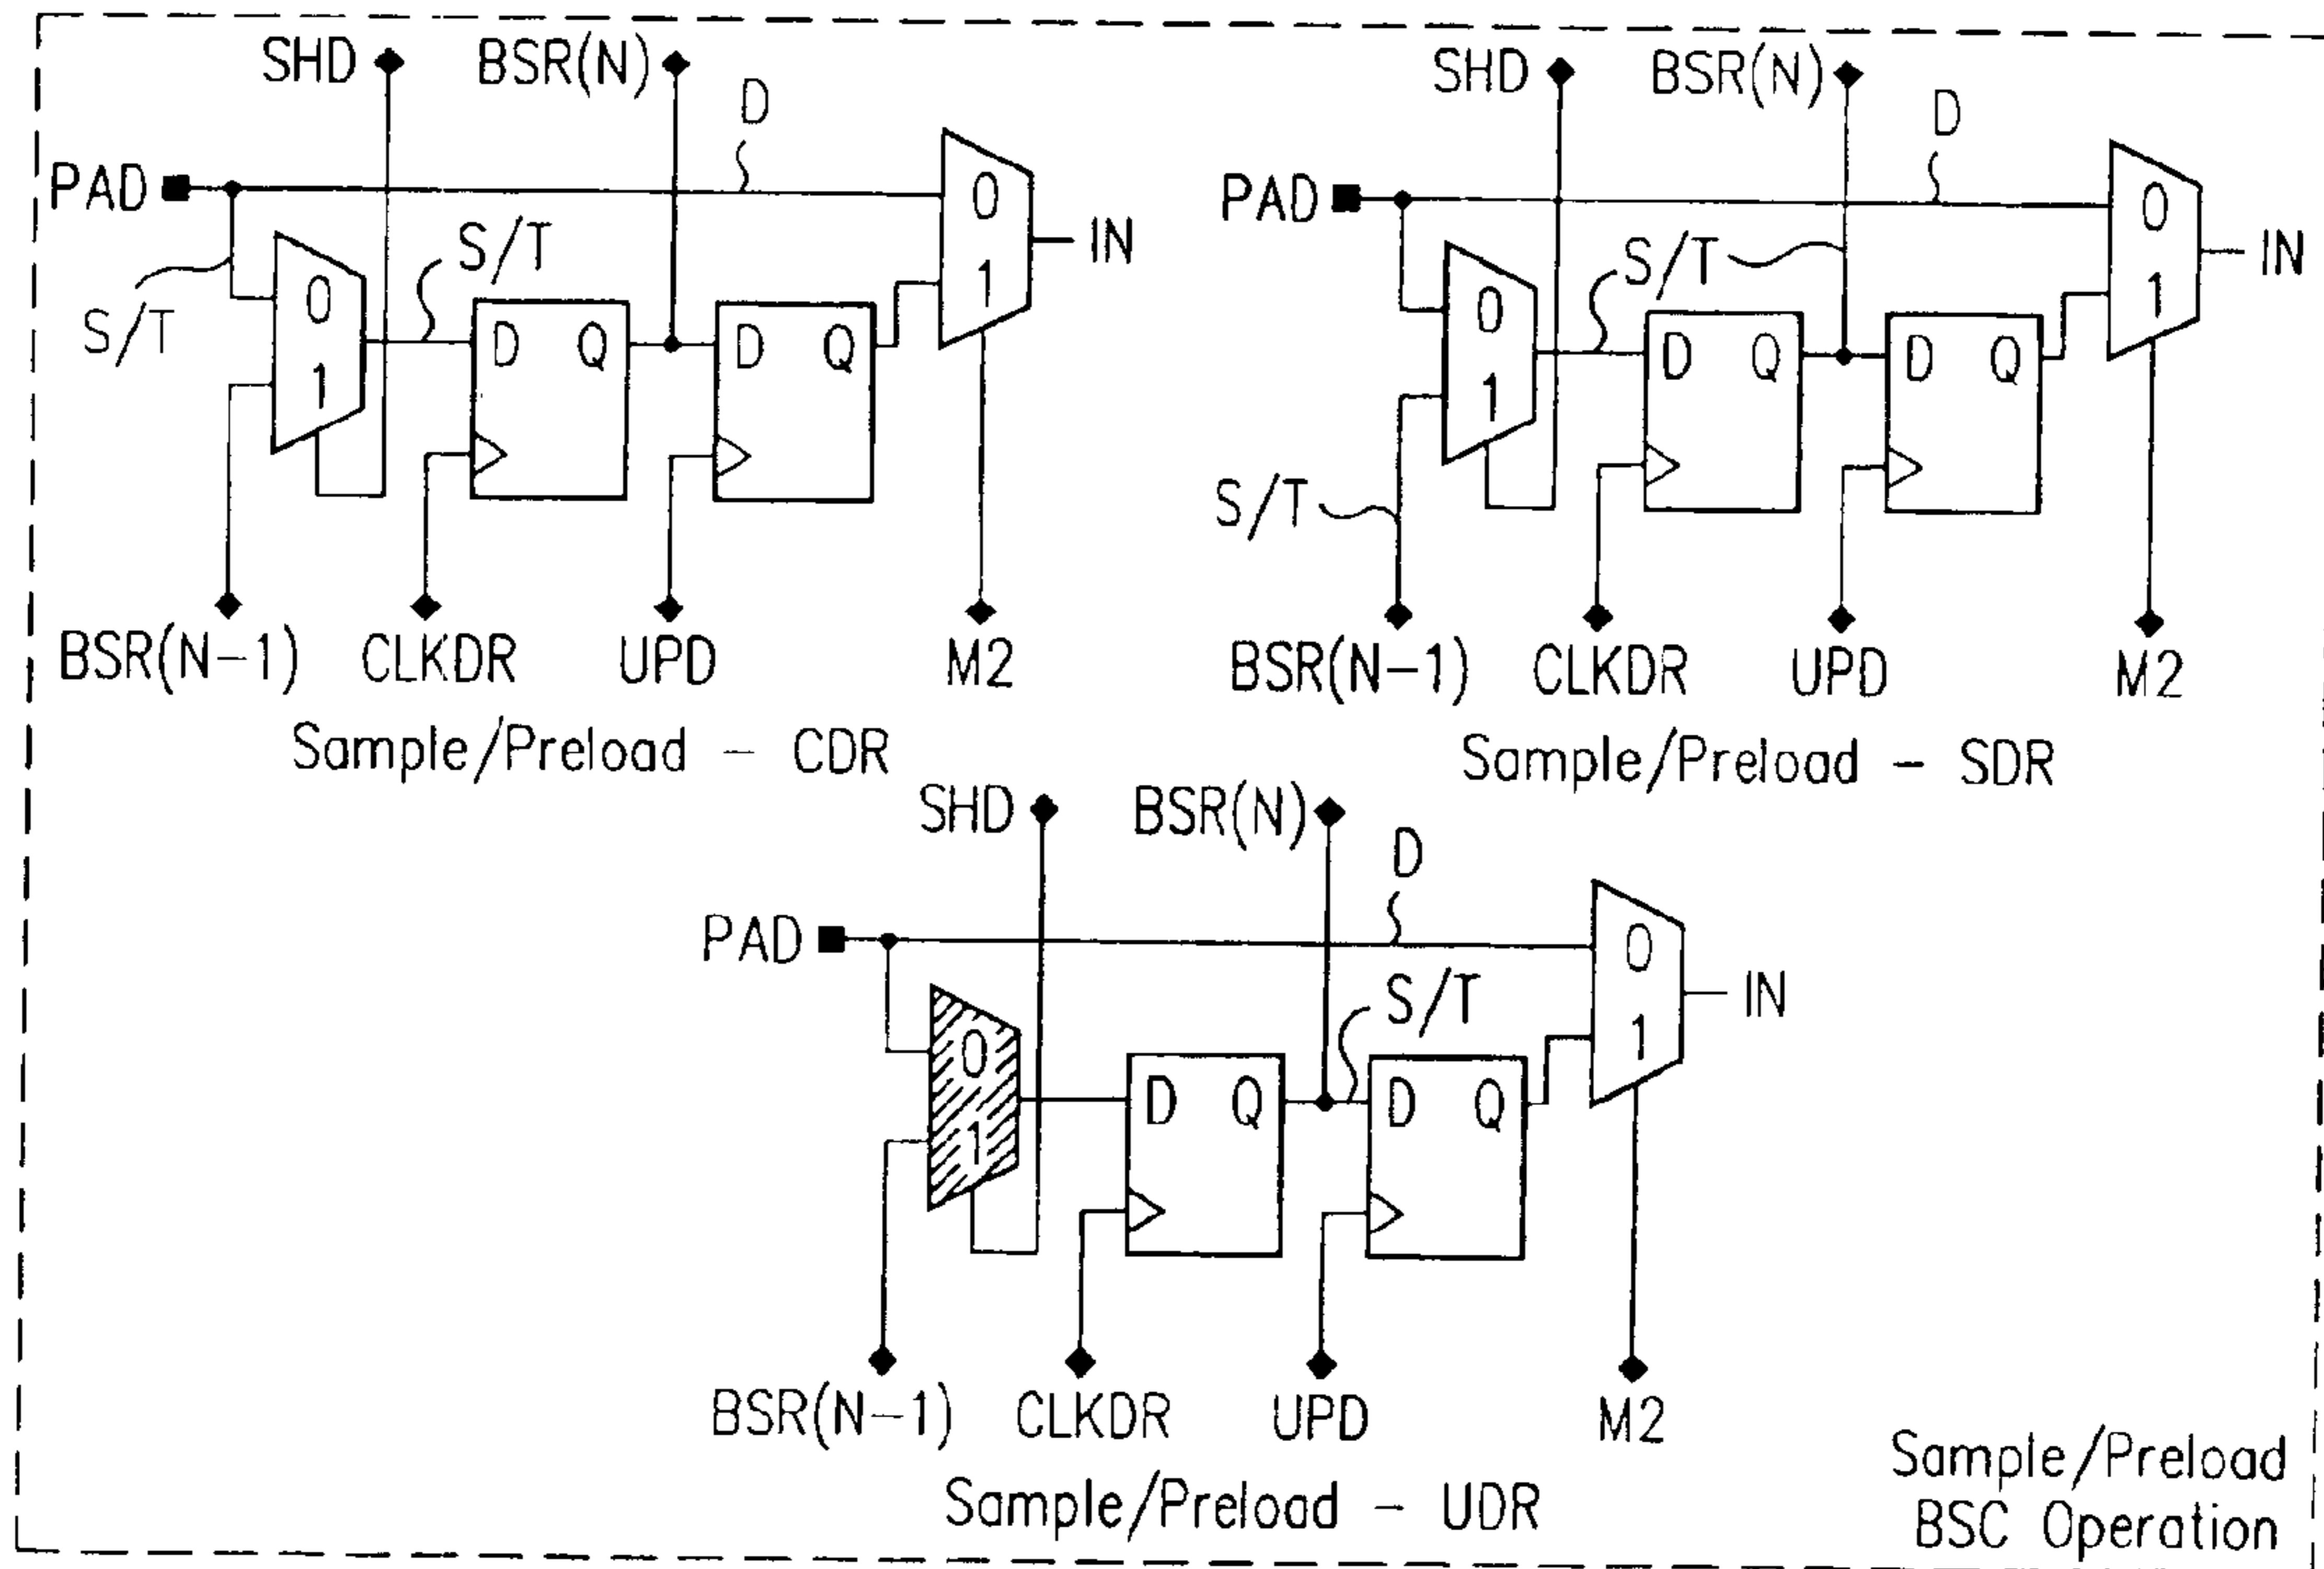 SHD
BSR(N)
D
PAD
0
1
IN
S/T
S/T
0
1
D Q
D Q
BSR(N-1)
CLKDR
UPD
M2
Sample/Preload - CDR
SHD
BSR(N)
D
PAD
0
1
IN
S/T
0
1
D Q
D Q
S/T
BSR(N-1)
CLKDR
UPD
M2
Sample/Preload - SDR
SHD
BSR(N)
D
PAD
0
1
IN
S/T
0
1
D Q
D Q
BSR(N-1)
CLKDR
UPD
M2
Sample/Preload - UDR
Sample/Preload
BSC Operation